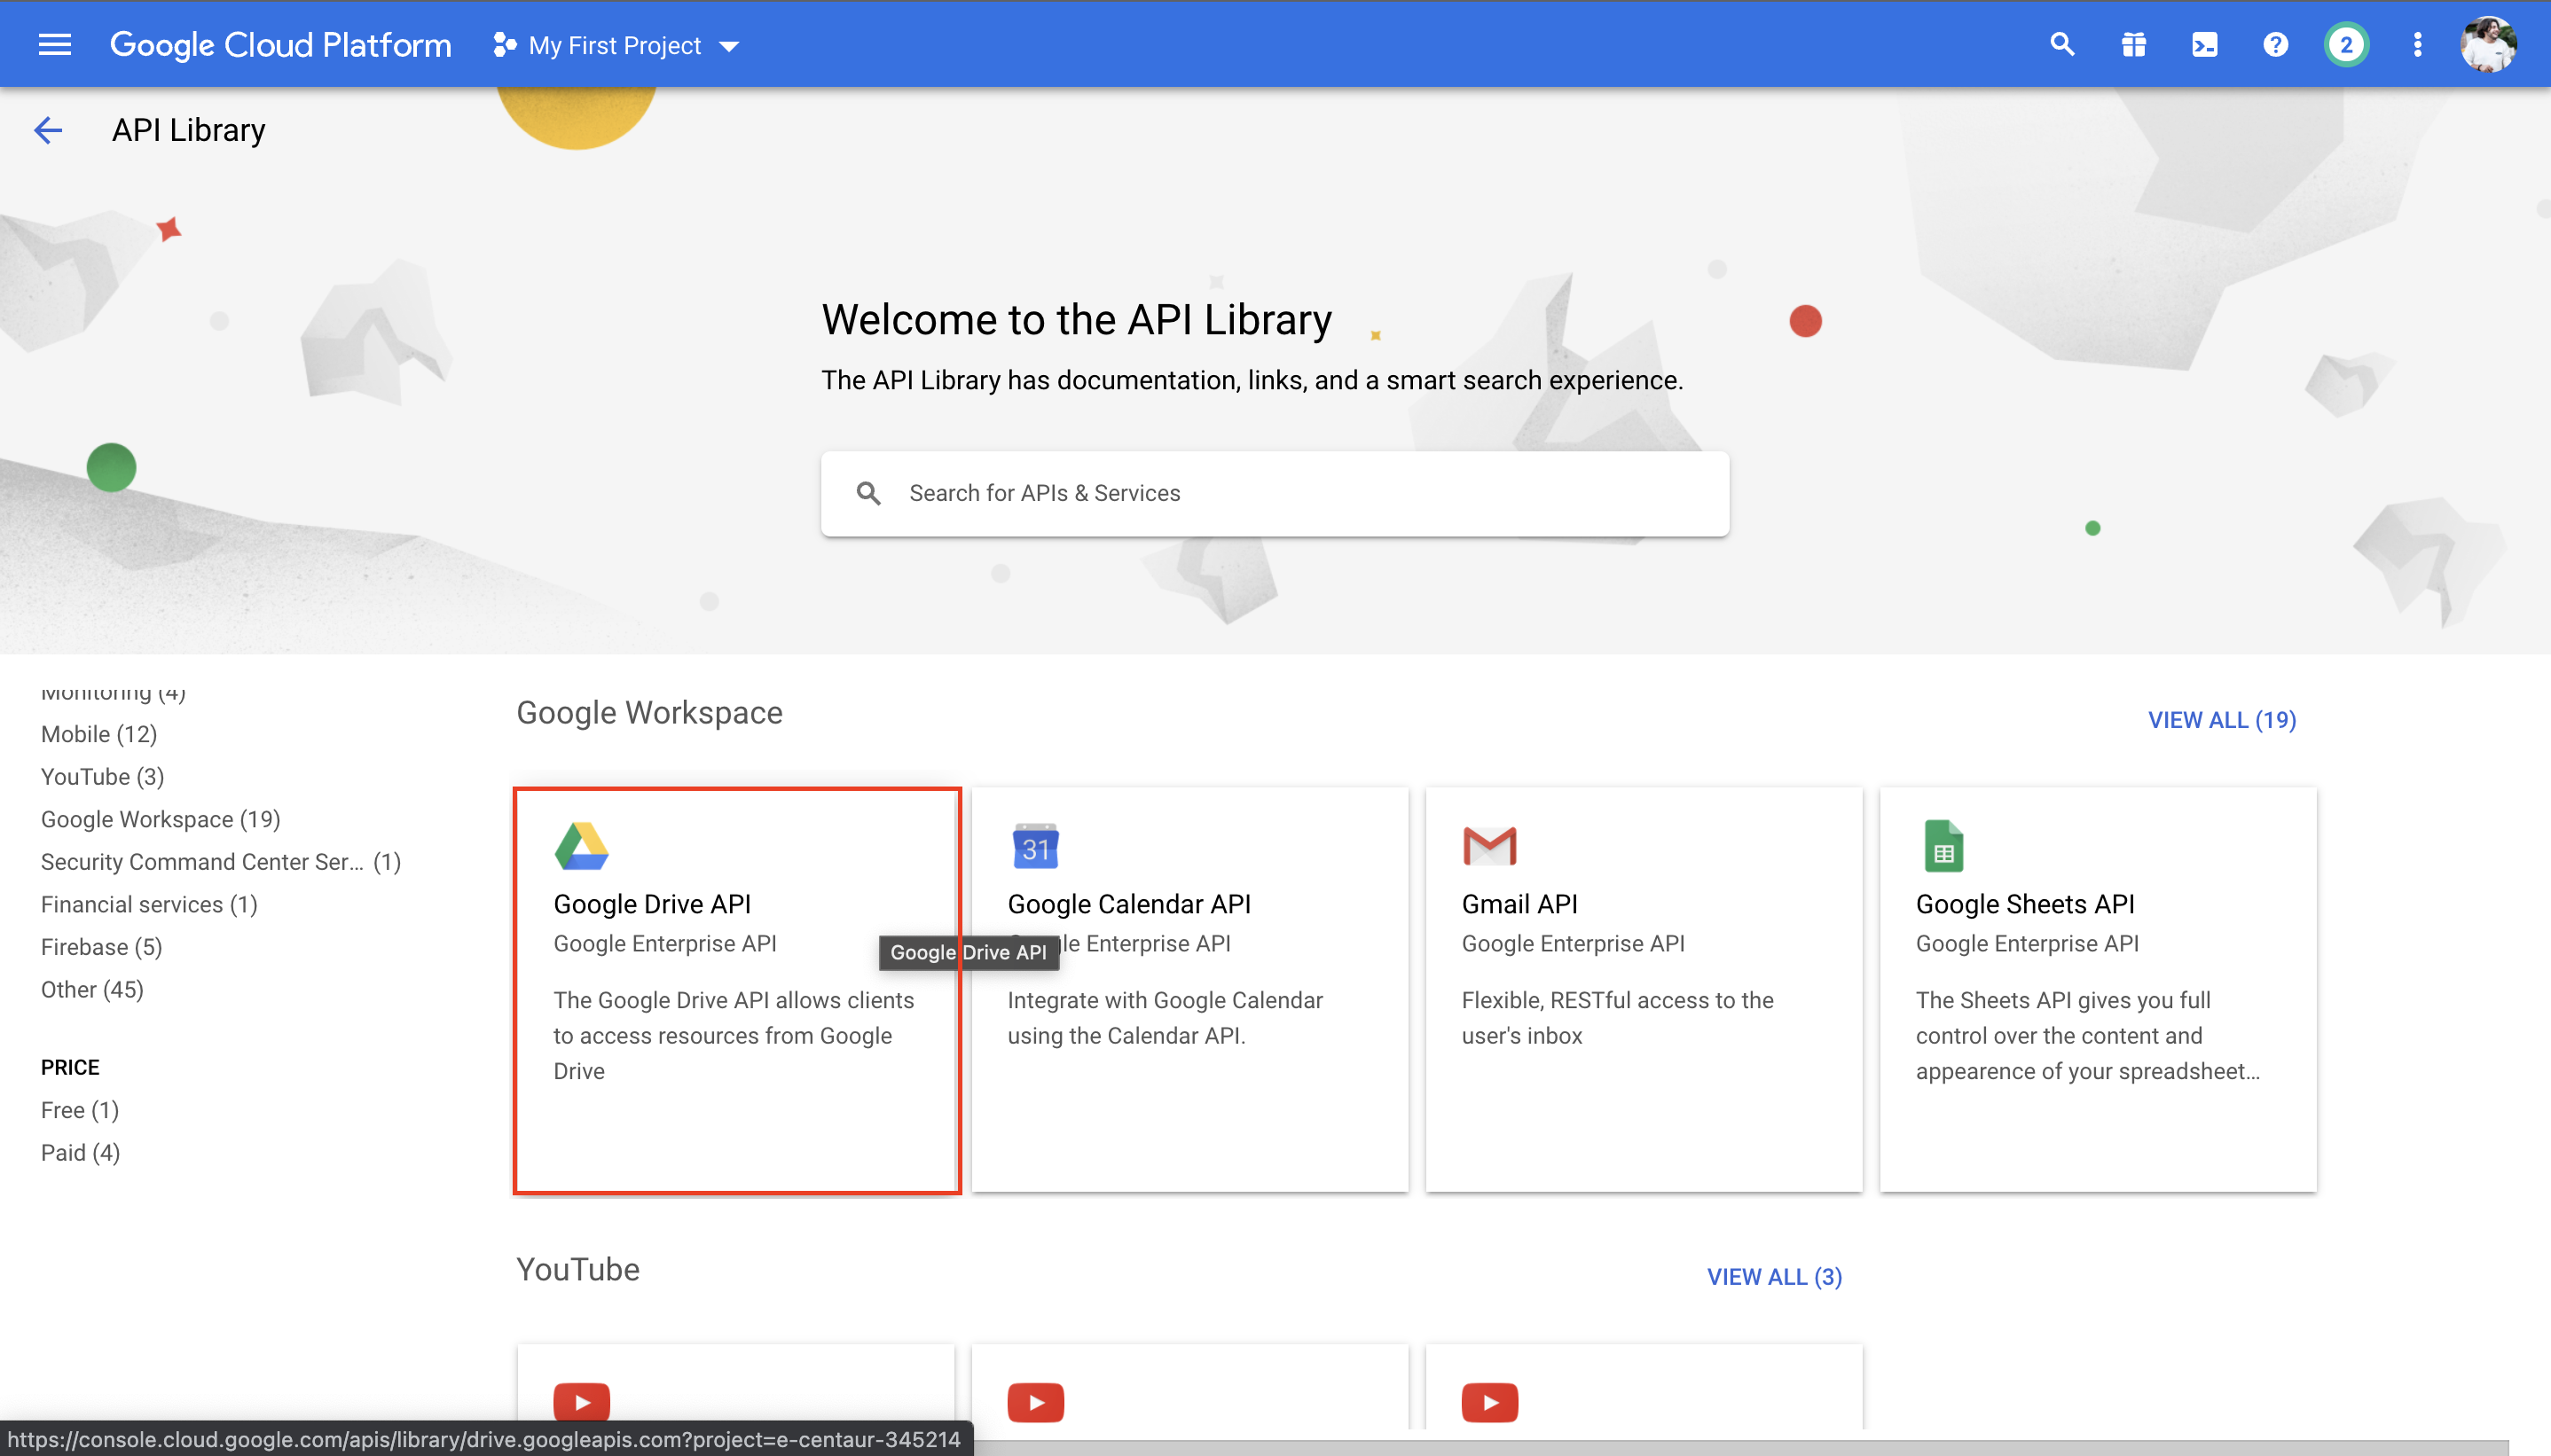 Google Cloud Platform
My First Project
2
API Library
Welcome to the API Library
The API Library has documentation, links, and a smart search experience.
Search for APIs & Services
Monitoring (4)
Mobile (12)
YouTube (3)
Google Workspace (19)
Security Command Center Ser... (1)
Financial services (1)
Firebase (5)
Other (45)
PRICE
Free (1)
Paid (4)
Google Workspace
VIEW ALL (19)
Google Drive API
Google Enterprise API
The Google Drive API allows clients
to access resources from Google
Drive
Google Drive API
31
Google Calendar API
le Enterprise API
Integrate with Google Calendar
using the Calendar API.
Gmail API
Google Enterprise API
Flexible, RESTful access to the
user's inbox
Google Sheets API
Google Enterprise API
The Sheets API gives you full
control over the content and
appearence of your spreadsheet...
YouTube
VIEW ALL (3)
https://console.cloud.google.com/apis/library/drive.googleapis.com?project=e-centaur-345214